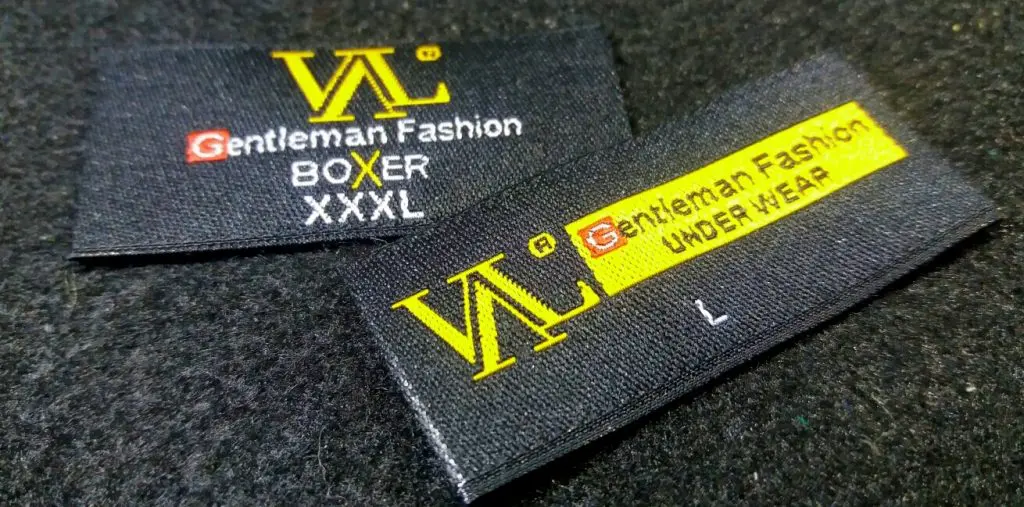 VAL®
Gentleman Fashion
BOXER
XXXL
VAL®
Gentleman Fashion
UNDER WEAR
L